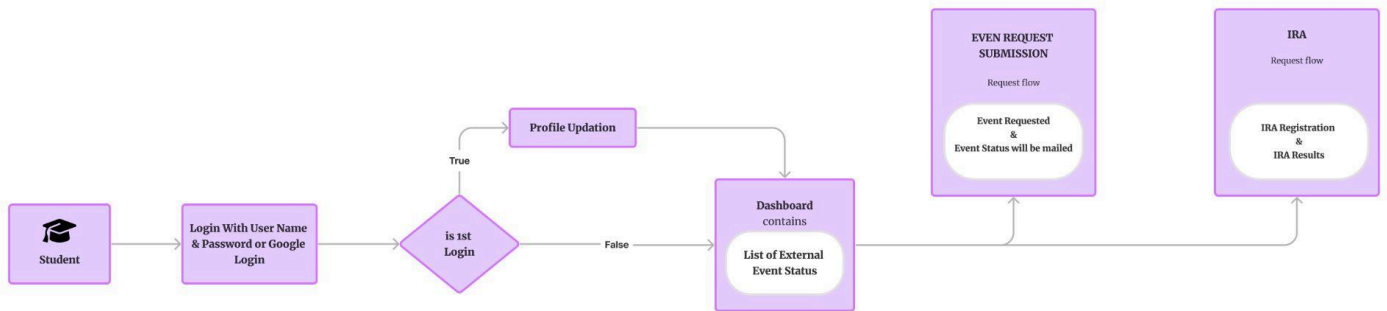 Student
Login With User Name
& Password or Google
Login
is 1st
Login
True
False
Profile Updation
Dashboard
contains
List of External
Event Status
EVEN REQUEST
SUBMISSION
Request flow
Event Requested
&
Event Status will be mailed
IRA
Request flow
IRA Registration
&
IRA Results